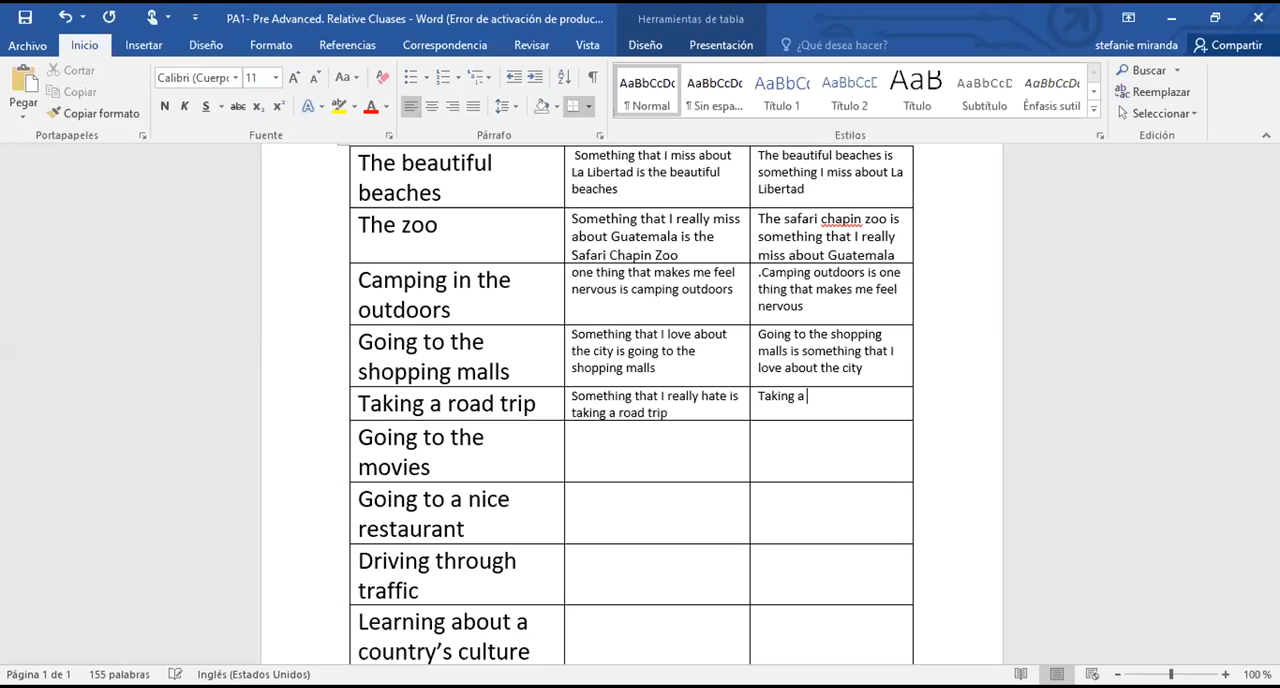 PA1- Pre Advanced. Relative Cluases - Word (Error de activación de produc...
Herramientas de tabla
Archivo Inicio Insertar Diseño Formato Referencias Correspondencia Revisar Vista Diseño Presentación ¿Qué desea hacer? stefanie miranda Compartir
Pegar
Cortar
Copiar
Copiar formato
Portapapeles
Calibri (Cuerpo 11
Fuente
Párrafo
AaBbCcDc AaBbCcDc AaBbCc AaBbCcD AaB AaBbCcD AaBbCcDc
¶ Normal ¶ Sin espa... Título 1 Título 2 Título Subtítulo Énfasis sutil
Estilos
Buscar
Reemplazar
Seleccionar
Edición
The beautiful
beaches
Something that I miss about
La Libertad is the beautiful
beaches
The beautiful beaches is
something I miss about La
Libertad
The zoo
Something that I really miss
about Guatemala is the
Safari Chapin Zoo
The safari chapin zoo is
something that I really
miss about Guatemala
Camping in the
outdoors
one thing that makes me feel
nervous is camping outdoors
.Camping outdoors is one
thing that makes me feel
nervous
Going to the
shopping malls
Something that I love about
the city is going to the
shopping malls
Going to the shopping
malls is something that I
love about the city
Taking a road trip
Something that I really hate is
taking a road trip
Taking a
Going to the
movies
Going to a nice
restaurant
Driving through
traffic
Learning about a
country’s culture
Página 1 de 1 155 palabras Inglés (Estados Unidos) 100 %